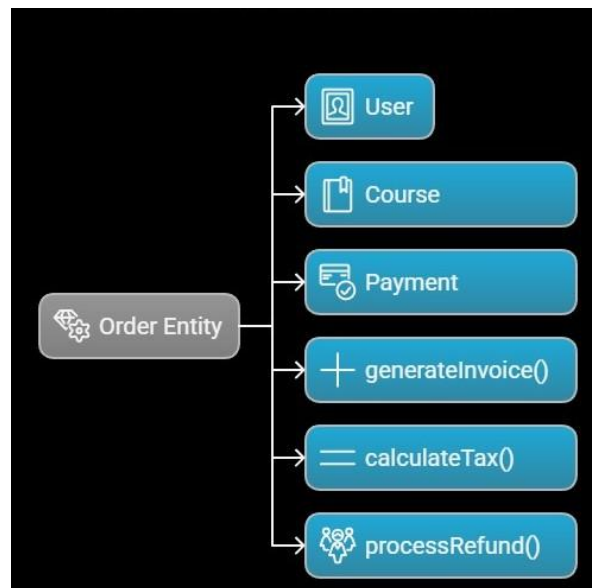 User
Course
Payment
Order Entity
generateInvoice()
calculateTax()
processRefund()